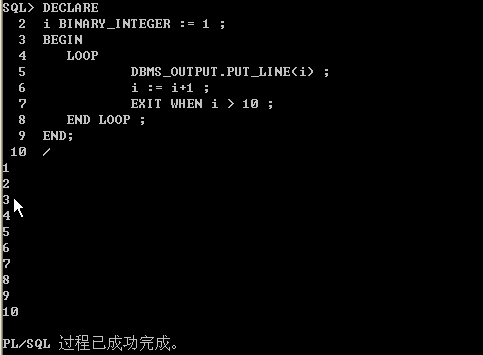 SQL> DECLARE
  2  i BINARY_INTEGER := 1 ;
  3  BEGIN
  4     LOOP
  5             DBMS_OUTPUT.PUT_LINE(i) ;
  6             i := i+1 ;
  7             EXIT WHEN i > 10 ;
  8     END LOOP ;
  9  END;
 10  /
1
2
3
4
5
6
7
8
9
10
PL/SQL 过程已成功完成。